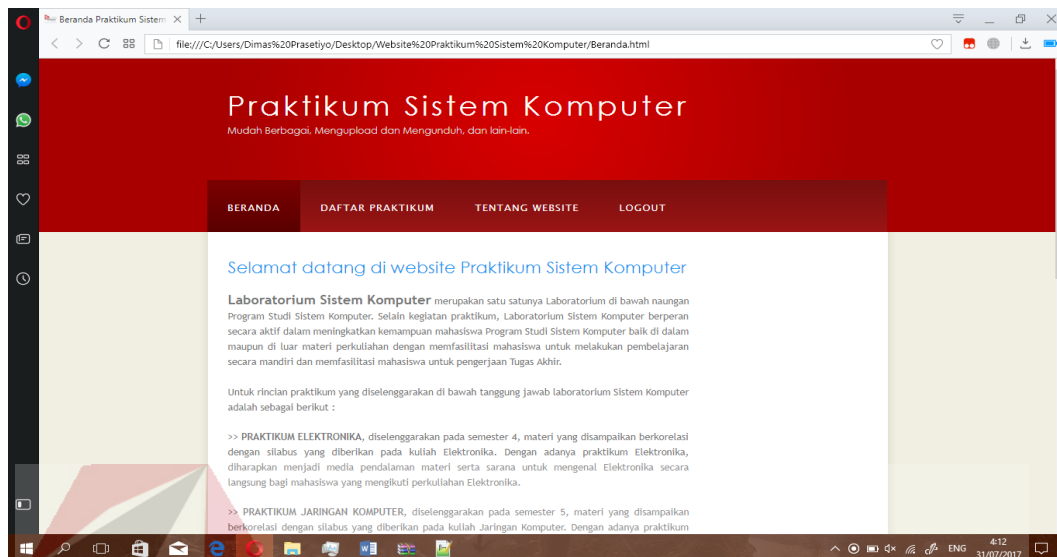 Beranda Praktikum Sistem
file:///C:/Users/Dimas%20Prasetiyo/Desktop/Website%20Praktikum%20Sistem%20Komputer/Beranda.html
Praktikum Sistem Komputer
Mudah Berbagai, Mengupload dan Mengunduh, dan lain-lain.
BERANDA DAFTAR PRAKTIKUM TENTANG WEBSITE LOGOUT
Selamat datang di website Praktikum Sistem Komputer
Laboratorium Sistem Komputer merupakan satu satunya Laboratorium di bawah naungan
Program Studi Sistem Komputer. Selain kegiatan praktikum, Laboratorium Sistem Komputer berperan
secara aktif dalam meningkatkan kemampuan mahasiswa Program Studi Sistem Komputer baik di dalam
maupun di luar materi perkuliahan dengan memfasilitasi mahasiswa untuk melakukan pembelajaran
secara mandiri dan memfasilitasi mahasiswa untuk pengerjaan Tugas Akhir.
Untuk rincian praktikum yang diselenggarakan di bawah tanggung jawab laboratorium Sistem Komputer
adalah sebagai berikut :
>> PRAKTIKUM ELEKTRONIKA, diselenggarakan pada semester 4, materi yang disampaikan berkorelasi
dengan silabus yang diberikan pada kuliah Elektronika. Dengan adanya praktikum Elektronika,
diharapkan menjadi media pendalaman materi serta sarana untuk mengenal Elektronika secara
langsung bagi mahasiswa yang mengikuti perkuliahan Elektronika.
>> PRAKTIKUM JARINGAN KOMPUTER, diselenggarakan pada semester 5, materi yang disampaikan
berkorelasi dengan silabus yang diberikan pada kuliah Jaringan Komputer. Dengan adanya praktikum
ENG
4:12
31/07/2017